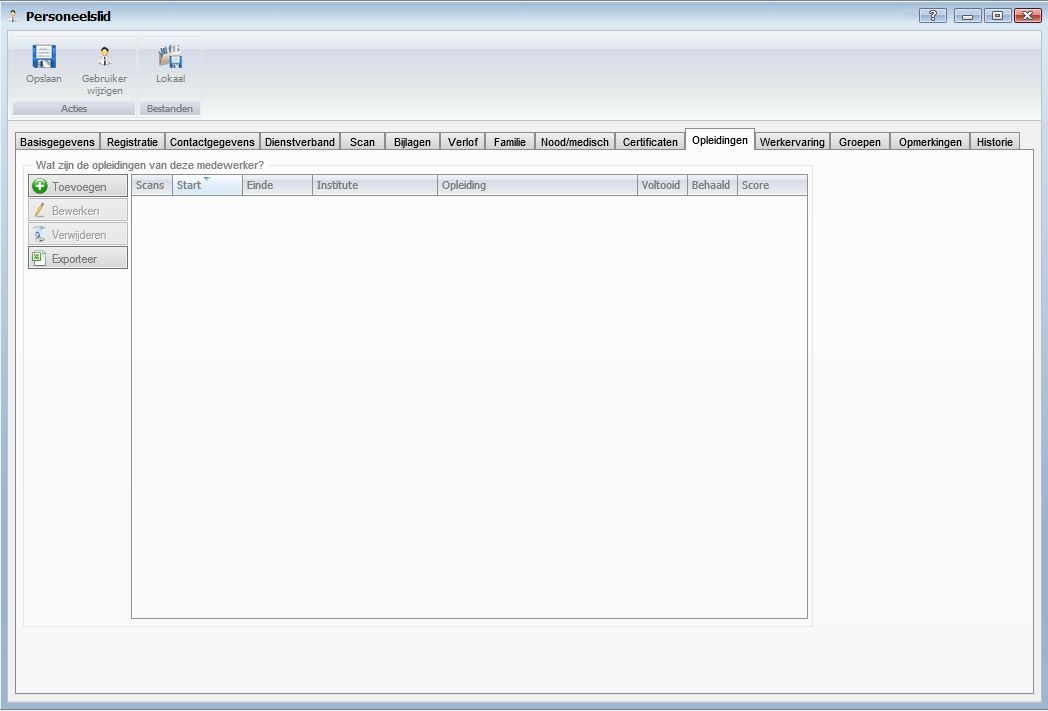 Personeelslid
?
Opslaan Gebruiker wijzigen Lokaal
Acties Bestanden
Basisgegevens Registratie Contactgegevens Dienstverband Scan Bijlagen Verlof Familie Nood/medisch Certificaten Opleidingen Werkervaring Groepen Opmerkingen Historie
Wat zijn de opleidingen van deze medewerker?
Toevoegen Scans Start Einde Institute Opleiding Voltooid Behaald Score
Bewerken
Verwijderen
Exporteer